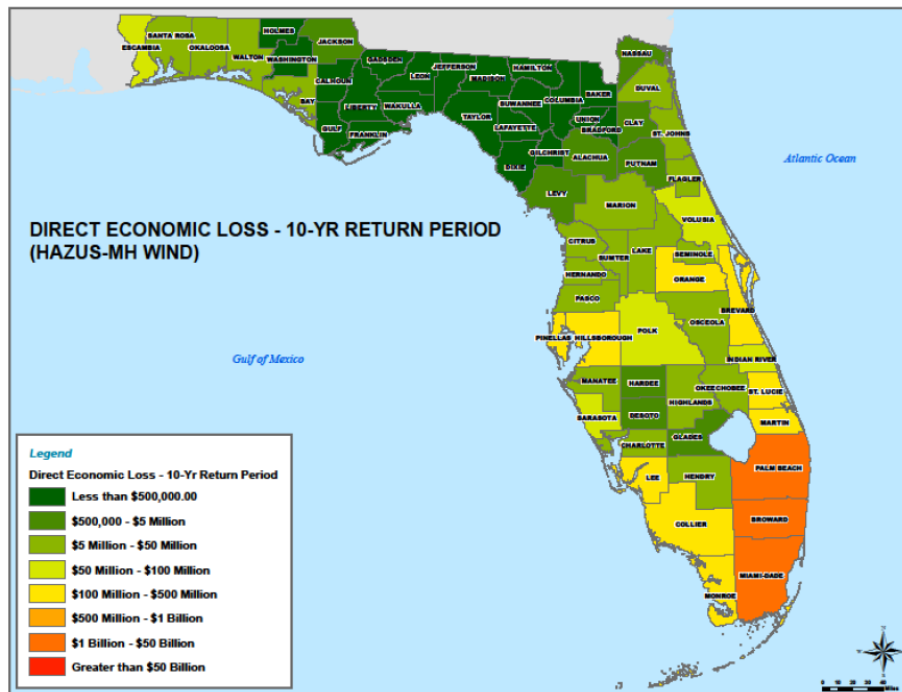 HOLMES
SANTA ROSA
JACKSON
ESCAMBIA
OKALOOSA
WALTON
WASHINGTON
GADSDEN
NASSAU
JEFFERSON
HAMILTON
CALHOUN
LEON
MADISON
BAKER
DUVAL
BAY
LIBERTY
WAKULLA
SUWANNEE
COLUMBIA
TAYLOR
UNION
CLAY
GULF
FRANKLIN
LAFAYETTE
BRADFORD
ST. JOHNS
GILCHRIST
ALACHUA
PUTNAM
Atlantic Ocean
DIXIE
FLAGLER
LEVY
MARION
VOLUSIA
DIRECT ECONOMIC LOSS - 10-YR RETURN PERIOD
(HAZUS-MH WIND)
CITRUS
LAKE
SUMTER
SEMINOLE
HERNANDO
ORANGE
PASCO
BREVARD
OSCEOLA
POLK
PINELLAS
HILLSBOROUGH
Gulf of Mexico
INDIAN RIVER
MANATEE
HARDEE
OKEECHOBEE
ST. LUCIE
HIGHLANDS
SARASOTA
DESOTO
MARTIN
GLADES
CHARLOTTE
PALM BEACH
LEE
HENDRY
BROWARD
COLLIER
MIAMI-DADE
MONROE
Legend
Direct Economic Loss - 10-Yr Return Period
Less than $500,000.00
$500,000 - $5 Million
$5 Million - $50 Million
$50 Million - $100 Million
$100 Million - $500 Million
$500 Million - $1 Billion
$1 Billion - $50 Billion
Greater than $50 Billion